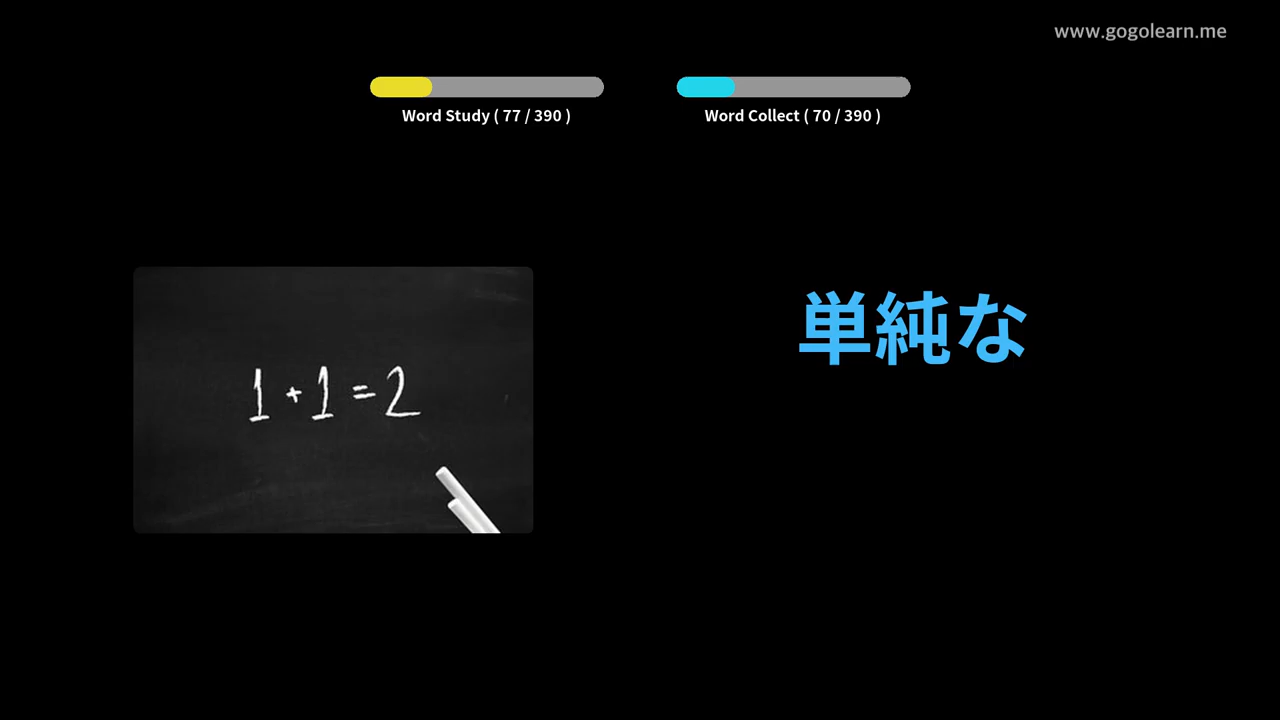 www.gogolearn.me
Word Study ( 77 / 390 )
Word Collect ( 70 / 390 )
1 + 1 = 2
単純な